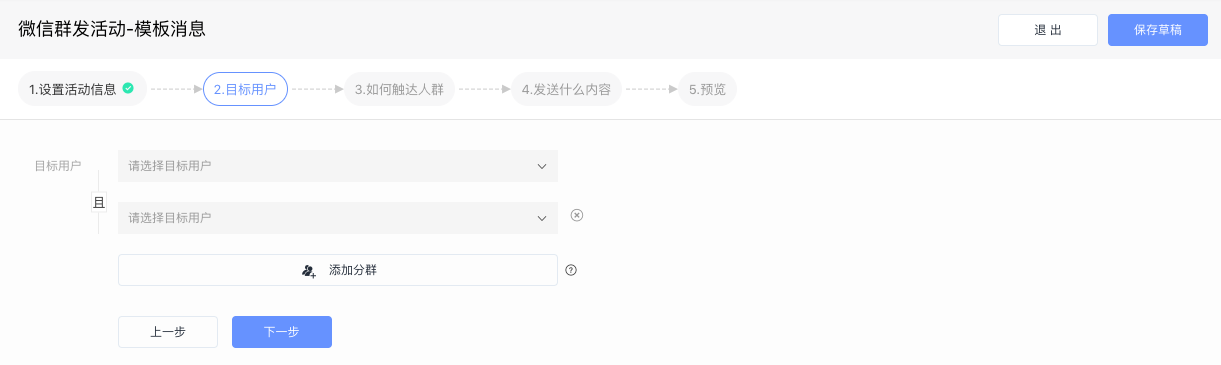 微信群发活动-模板消息
退 出
保存草稿
1.设置活动信息
2.目标用户
3.如何触达人群
4.发送什么内容
5.预览
目标用户
请选择目标用户
且
请选择目标用户
添加分群
上一步
下一步